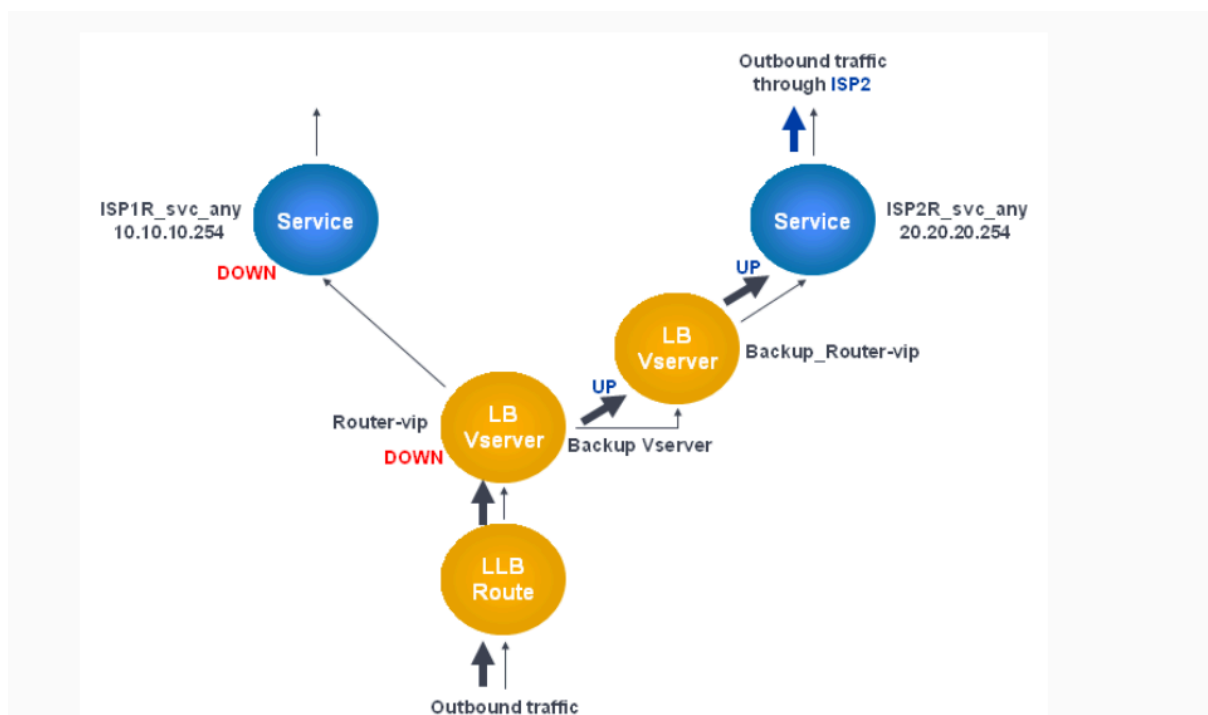 Outbound traffic
through ISP2
ISP1R_svc_any
10.10.10.254
Service
DOWN
Service
ISP2R_svc_any
20.20.20.254
UP
LB
Vserver
Backup_Router-vip
UP
Router-vip
DOWN
LB
Vserver
Backup Vserver
LLB
Route
Outbound traffic